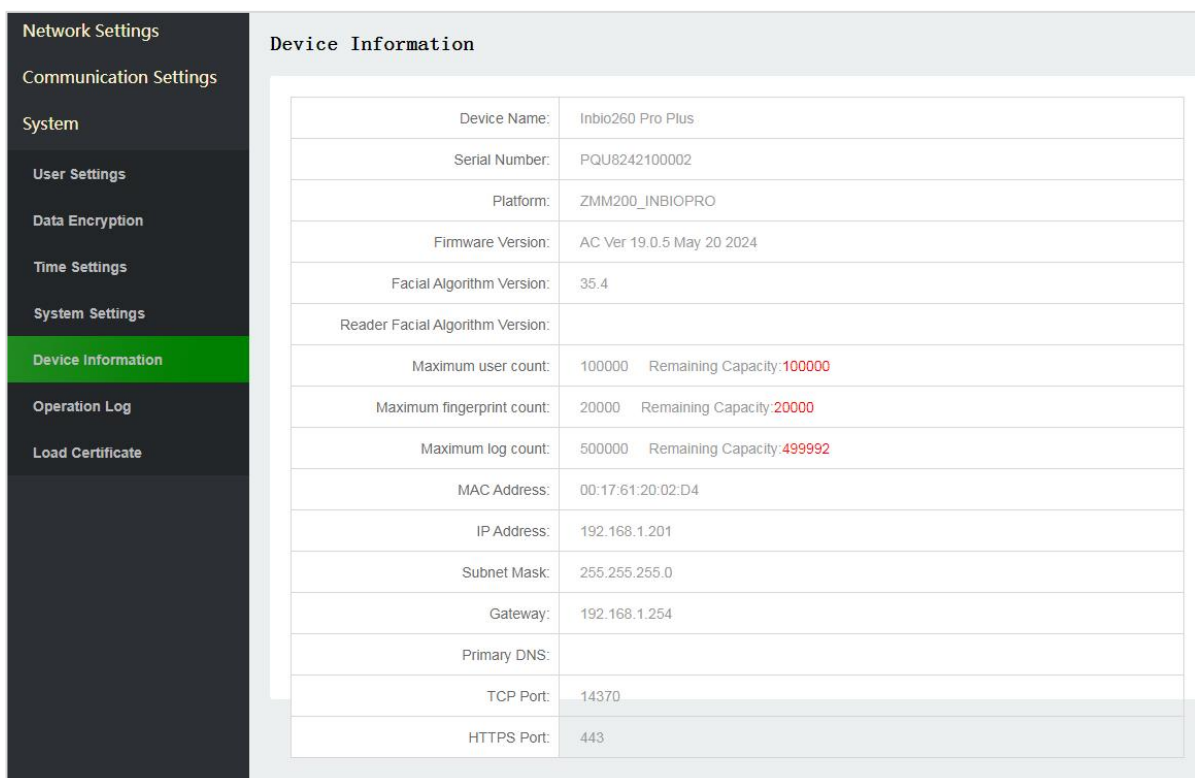 Network Settings
Communication Settings
System
User Settings
Data Encryption
Time Settings
System Settings
Device Information
Operation Log
Load Certificate
Device Information
Device Name: Inbio260 Pro Plus
Serial Number: PQU8242100002
Platform: ZMM200_INBIOPRO
Firmware Version: AC Ver 19.0.5 May 20 2024
Facial Algorithm Version: 35.4
Reader Facial Algorithm Version:
Maximum user count: 100000 Remaining Capacity:100000
Maximum fingerprint count: 20000 Remaining Capacity:20000
Maximum log count: 500000 Remaining Capacity:499992
MAC Address: 00:17:61:20:02:D4
IP Address: 192.168.1.201
Subnet Mask: 255.255.255.0
Gateway: 192.168.1.254
Primary DNS:
TCP Port: 14370
HTTPS Port: 443